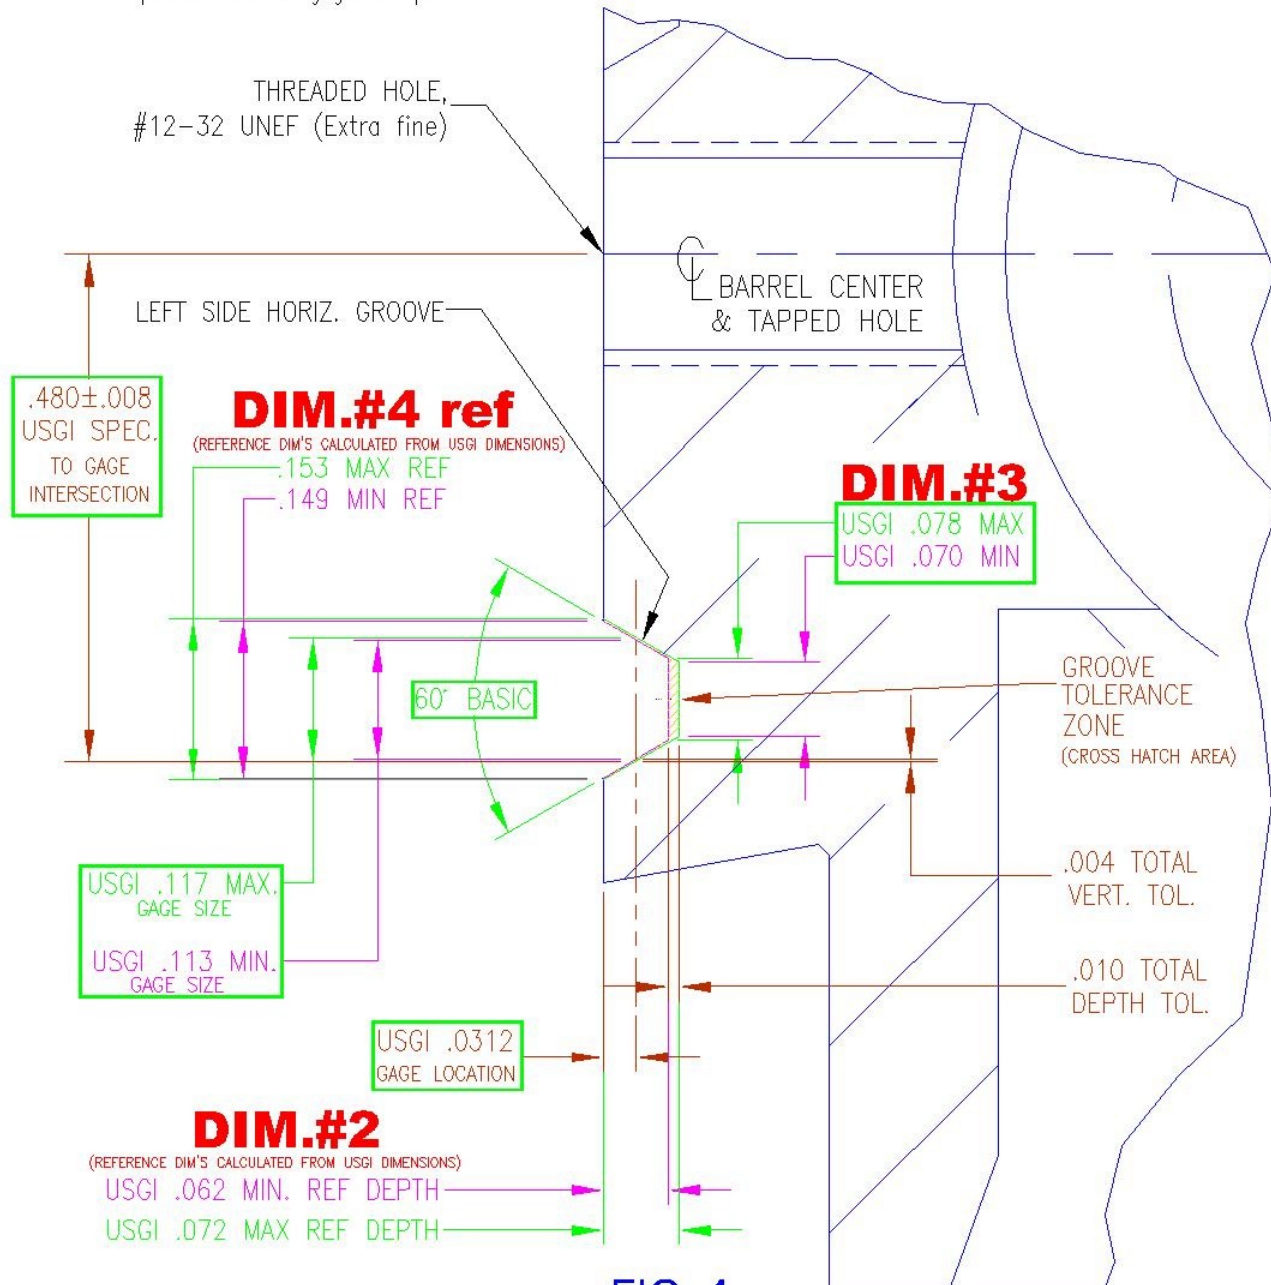 THREADED HOLE,
#12-32 UNEF (Extra fine)
BARREL CENTER
& TAPPED HOLE
LEFT SIDE HORIZ. GROOVE
.480±.008
USGI SPEC.
TO GAGE
INTERSECTION
DIM.#4 ref
(REFERENCE DIM'S CALCULATED FROM USGI DIMENSIONS)
.153 MAX REF
.149 MIN REF
DIM.#3
USGI .078 MAX
USGI .070 MIN
60° BASIC
GROOVE
TOLERANCE
ZONE
(CROSS HATCH AREA)
USGI .117 MAX.
GAGE SIZE
USGI .113 MIN.
GAGE SIZE
.004 TOTAL
VERT. TOL.
.010 TOTAL
DEPTH TOL.
USGI .0312
GAGE LOCATION
DIM.#2
(REFERENCE DIM'S CALCULATED FROM USGI DIMENSIONS)
USGI .062 MIN. REF DEPTH
USGI .072 MAX REF DEPTH